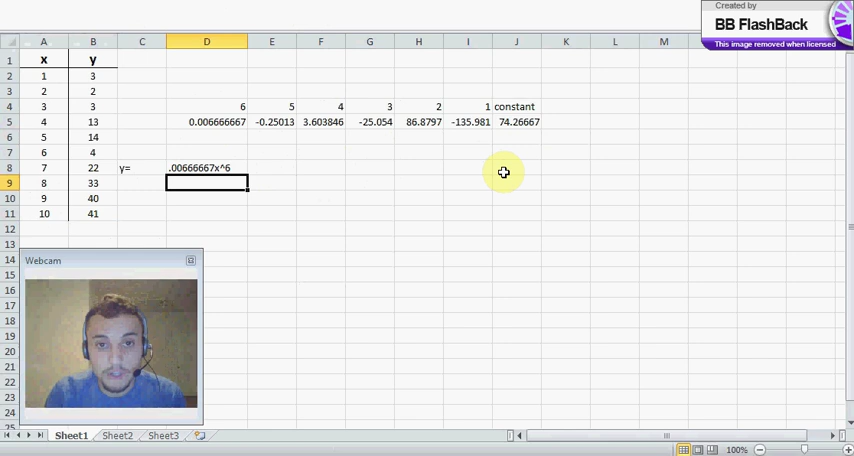 Created by
BB FlashBack
This image removed when licensed
A B C D E F G H I J K L M
1 x y
2 1 3
3 2 2
4 3 3 6 5 4 3 2 1 constant
5 4 13 0.006666667 -0.25013 3.603846 -25.054 86.8797 -135.981 74.26667
6 5 14
7 6 4
8 7 22 y= .00666667x^6
9 8 33
10 9 40
11 10 41
12
13
14 Webcam
15
16
17
18
19
20
21
22
23
24
25
Sheet1 Sheet2 Sheet3
100%